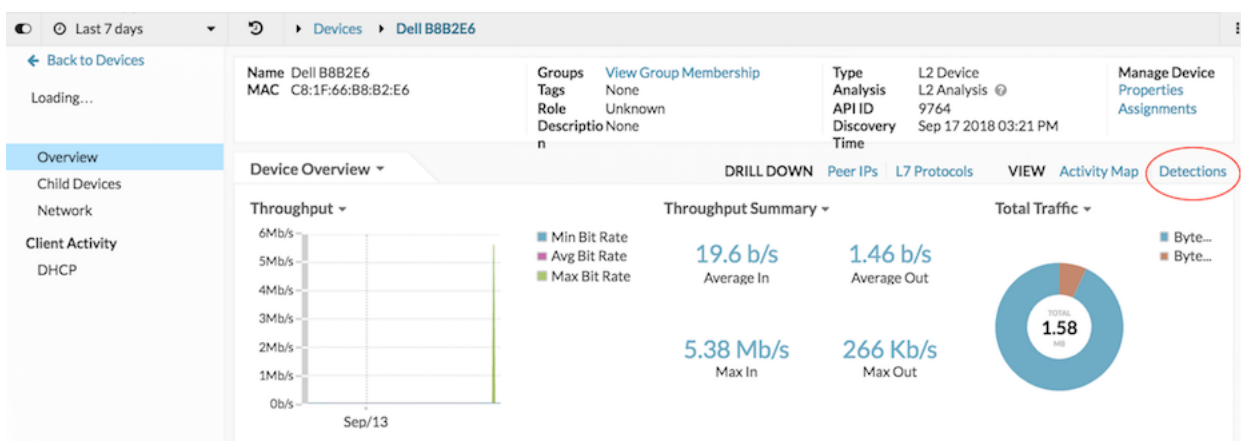 Last 7 days
Devices Dell B8B2E6
Back to Devices
Loading...
Overview
Child Devices
Network
Client Activity
DHCP
Name Dell B8B2E6
MAC C8:1F:66:B8:B2:E6
Groups View Group Membership
Tags None
Role Unknown
Descriptio None
n
Type L2 Device
Analysis L2 Analysis
API ID 9764
Discovery Sep 17 2018 03:21 PM
Time
Manage Device
Properties
Assignments
Device Overview
DRILL DOWN Peer IPs L7 Protocols VIEW Activity Map Detections
Throughput
6Mb/s
5Mb/s
4Mb/s
3Mb/s
2Mb/s
1Mb/s
0b/s
Sep/13
Min Bit Rate
Avg Bit Rate
Max Bit Rate
Throughput Summary
19.6 b/s
Average In
1.46 b/s
Average Out
5.38 Mb/s
Max In
266 Kb/s
Max Out
Total Traffic
TOTAL
1.58
MB
Byte...
Byte...